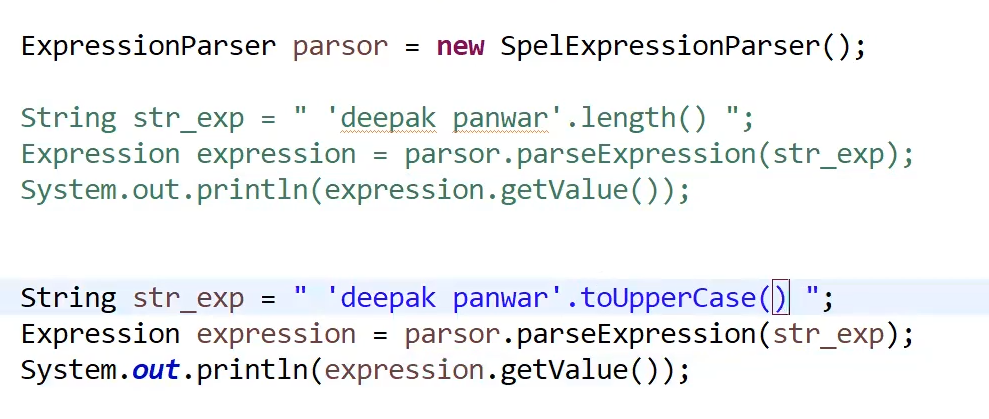 ExpressionParser parsor = new SpelExpressionParser();
String str_exp = " 'deepak panwar'.length() ";
Expression expression = parsor.parseExpression(str_exp);
System.out.println(expression.getValue());
String str_exp = " 'deepak panwar'.toUpperCase() ";
Expression expression = parsor.parseExpression(str_exp);
System.out.println(expression.getValue());